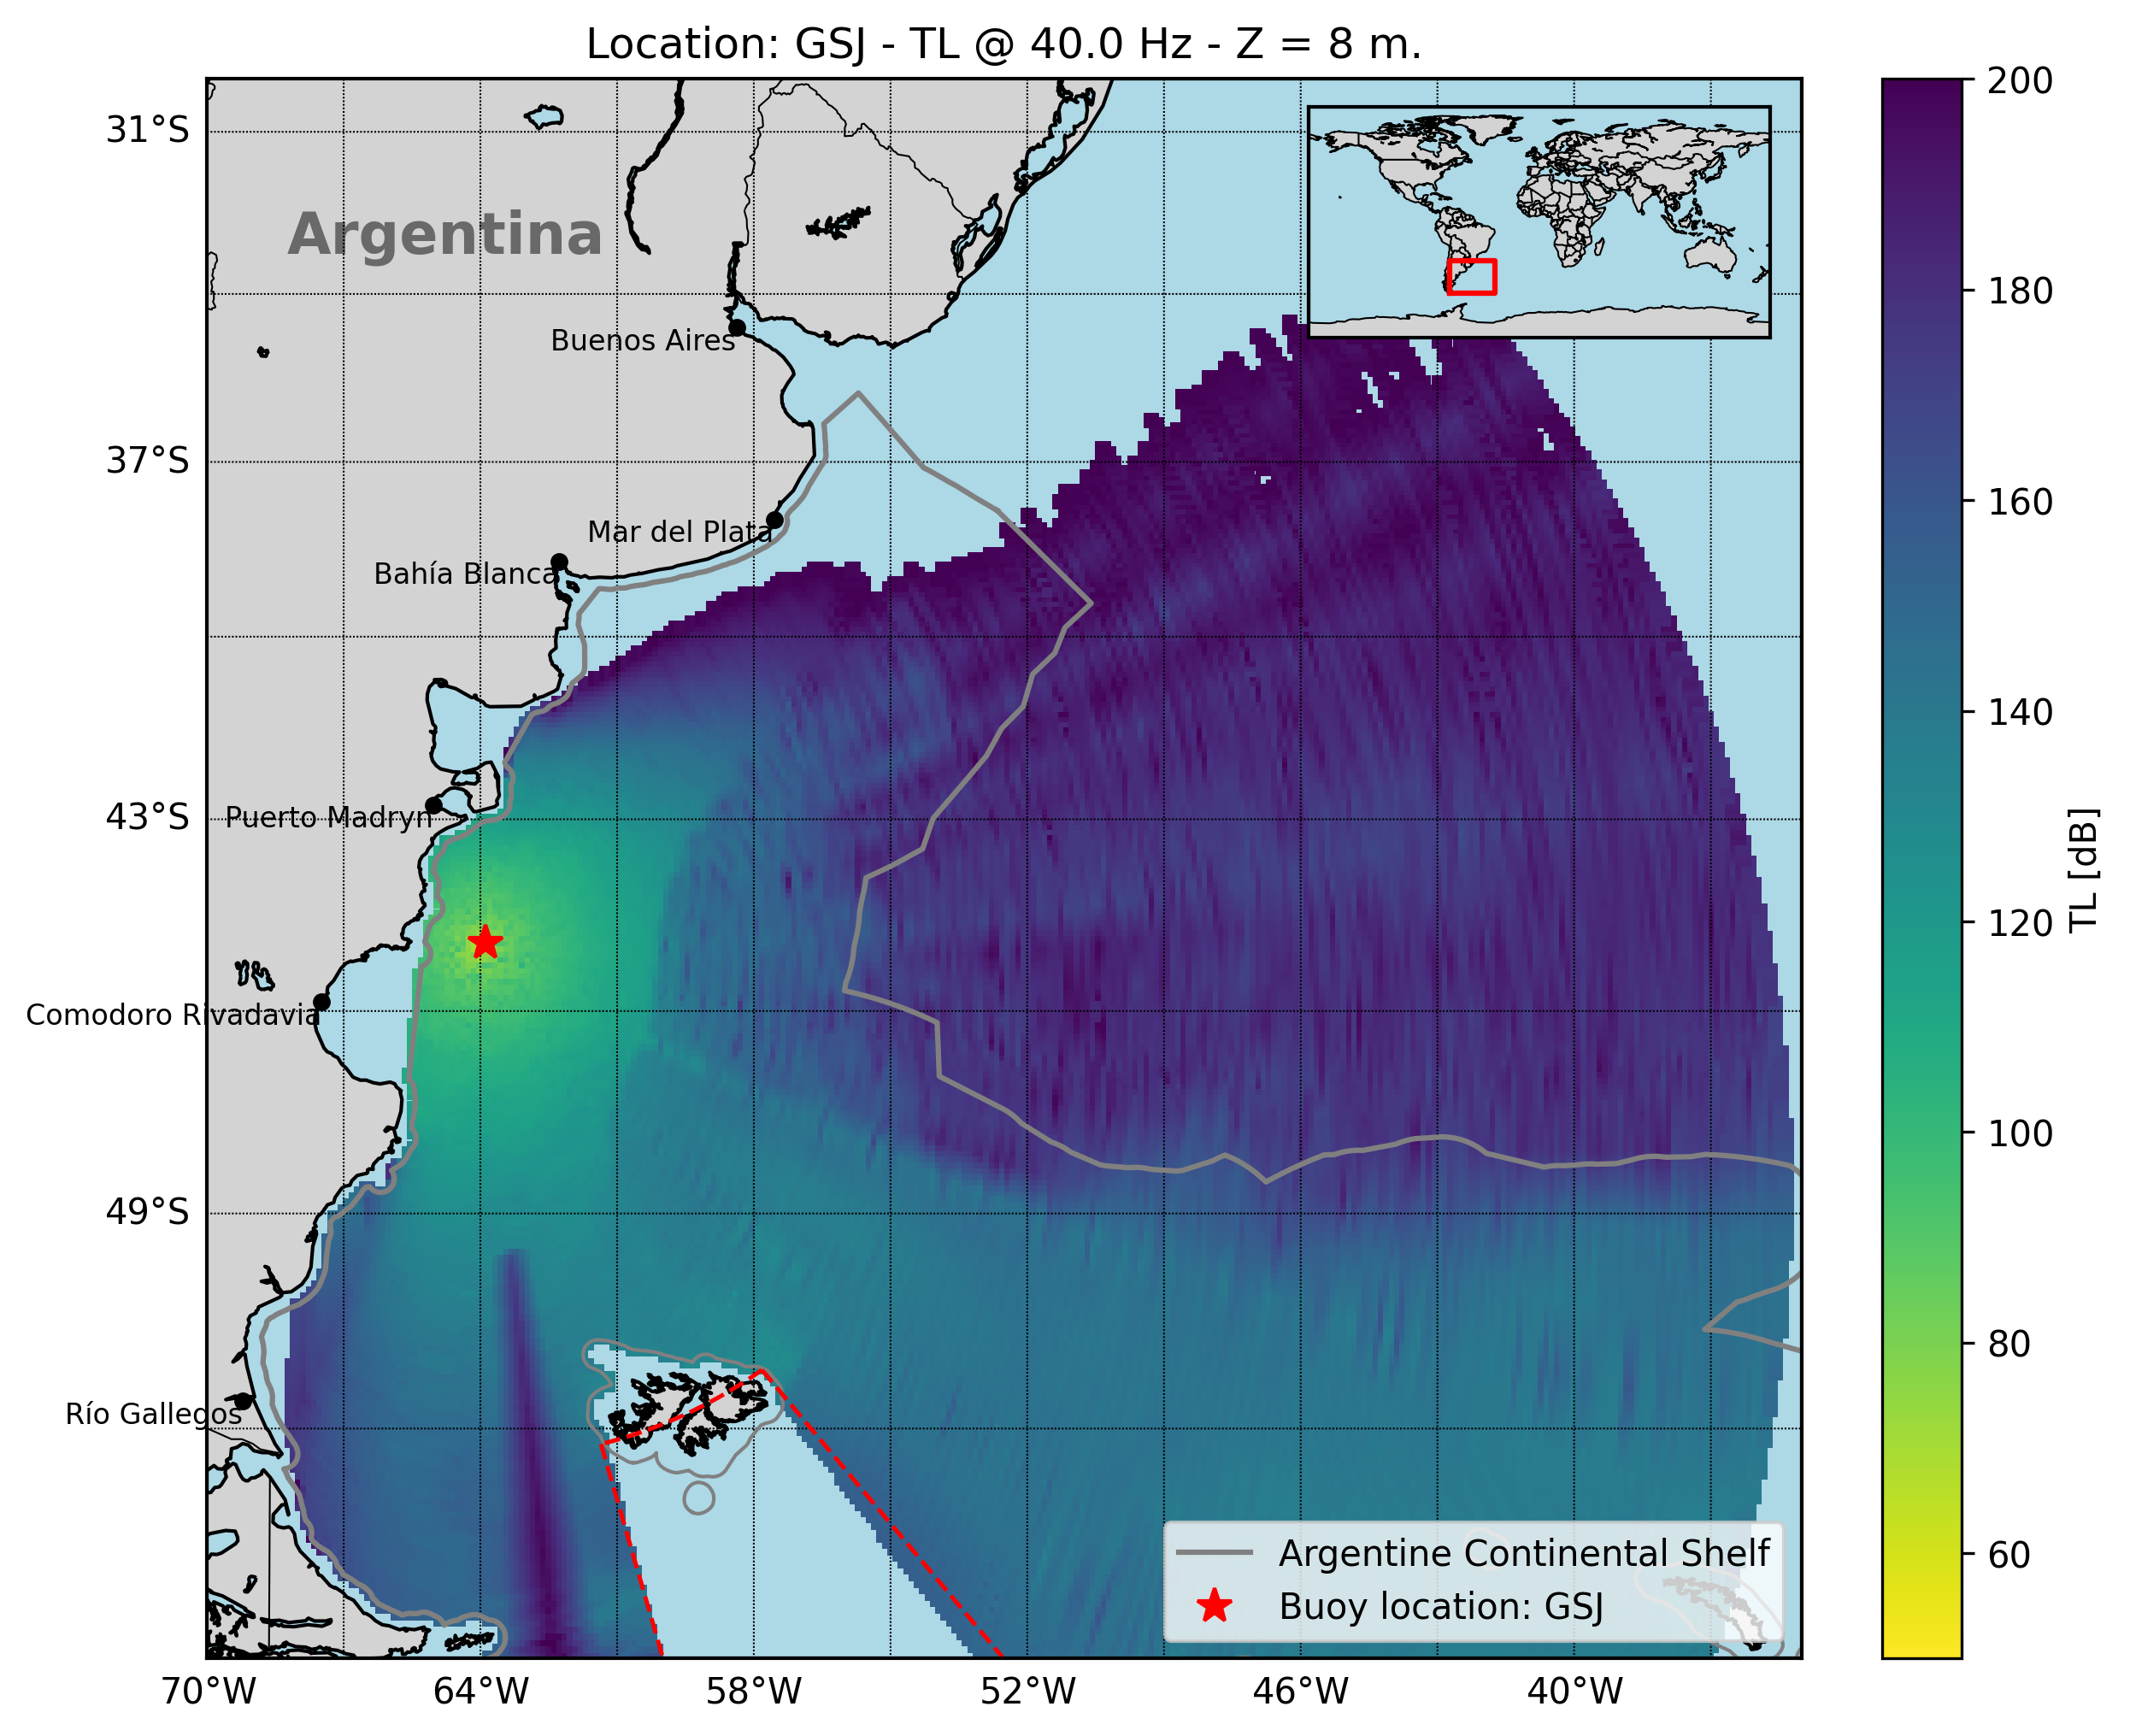 Location: GSJ - TL @ 40.0 Hz - Z = 8 m.
31°S
37°S
43°S
49°S
Argentina
Buenos Aires
Mar del Plata
Bahía Blanca
Puerto Madryn
Comodoro Rivadavia
Río Gallegos
Argentine Continental Shelf
Buoy location: GSJ
70°W
64°W
58°W
52°W
46°W
40°W
200
180
160
140
120
100
80
60
TL [dB]